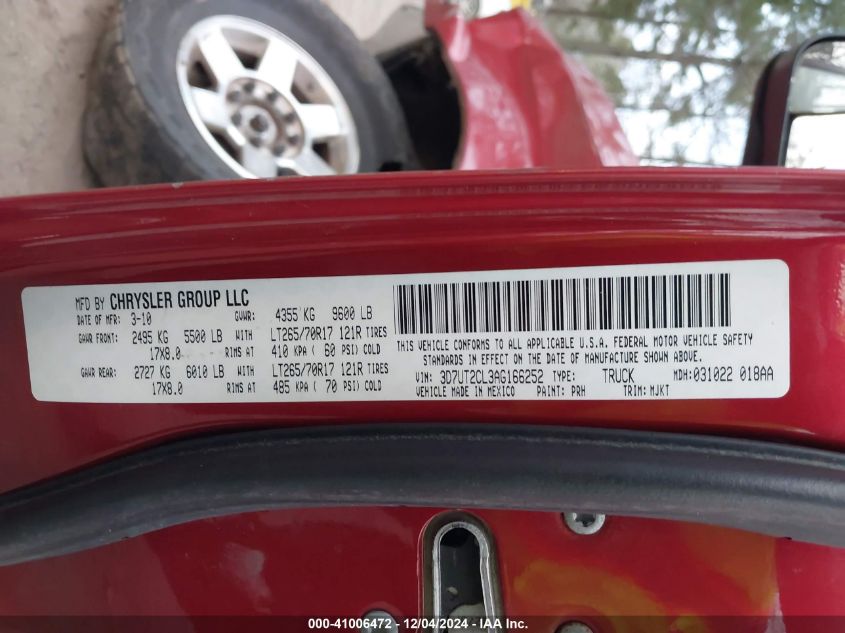 MFD BY CHRYSLER GROUP LLC
DATE OF MFR: 3-10 GVWR: 4355 KG 9600 LB
GAWR FRONT: 2495 KG 5500 LB WITH LT265/70R17 121R TIRES
17X8.0 RIMS AT 410 KPA ( 60 PSI) COLD
GAWR REAR: 2727 KG 6010 LB WITH LT265/70R17 121R TIRES
17X8.0 RIMS AT 485 KPA ( 70 PSI) COLD
THIS VEHICLE CONFORMS TO ALL APPLICABLE U.S.A. FEDERAL MOTOR VEHICLE SAFETY
STANDARDS IN EFFECT ON THE DATE OF MANUFACTURE SHOWN ABOVE.
VIN: 3D7UT2CL3AG166252 TYPE: TRUCK MDH:031022 018AA
VEHICLE MADE IN MEXICO PAINT: PRH TRIM: MJKT
000-41006472 - 12/04/2024 - IAA Inc.